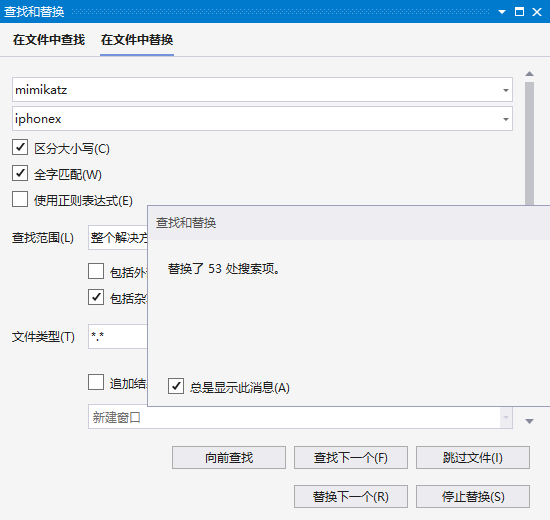 查找和替换
在文件中查找 在文件中替换
mimikatz
iphonex
区分大小写(C)
全字匹配(W)
使用正则表达式(E)
查找和替换
查找范围(L) 整个解决方
替换了 53 处搜索项。
包括外
包括杂
文件类型(T) *.*
追加结
总是显示此消息(A)
新建窗口
向前查找 查找下一个(F) 跳过文件(I)
替换下一个(R) 停止替换(S)